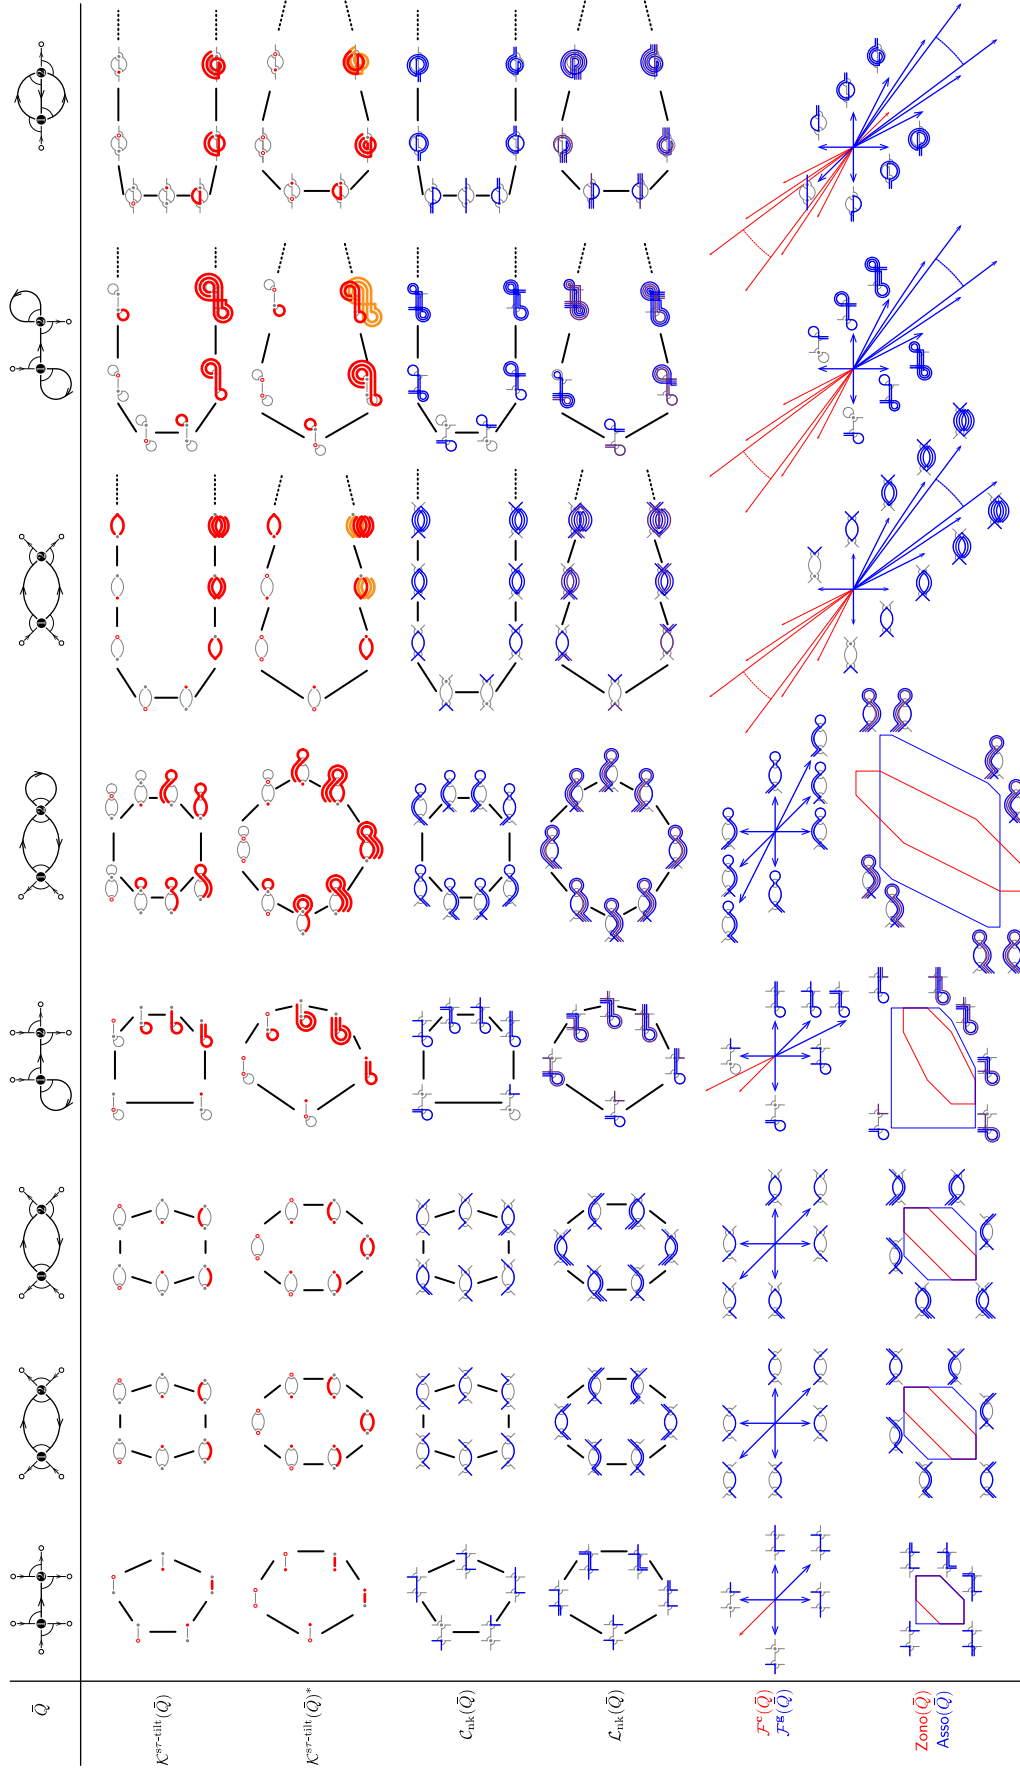 Q̄
𝒦^{sτ-tilt}(Q̄)
𝒦^{sτ-tilt}(Q̄)*
𝒞_{nk}(Q̄)
ℒ_{nk}(Q̄)
ℱ^c(Q̄)
ℱ^g(Q̄)
Zono(Q̄)
Asso(Q̄)